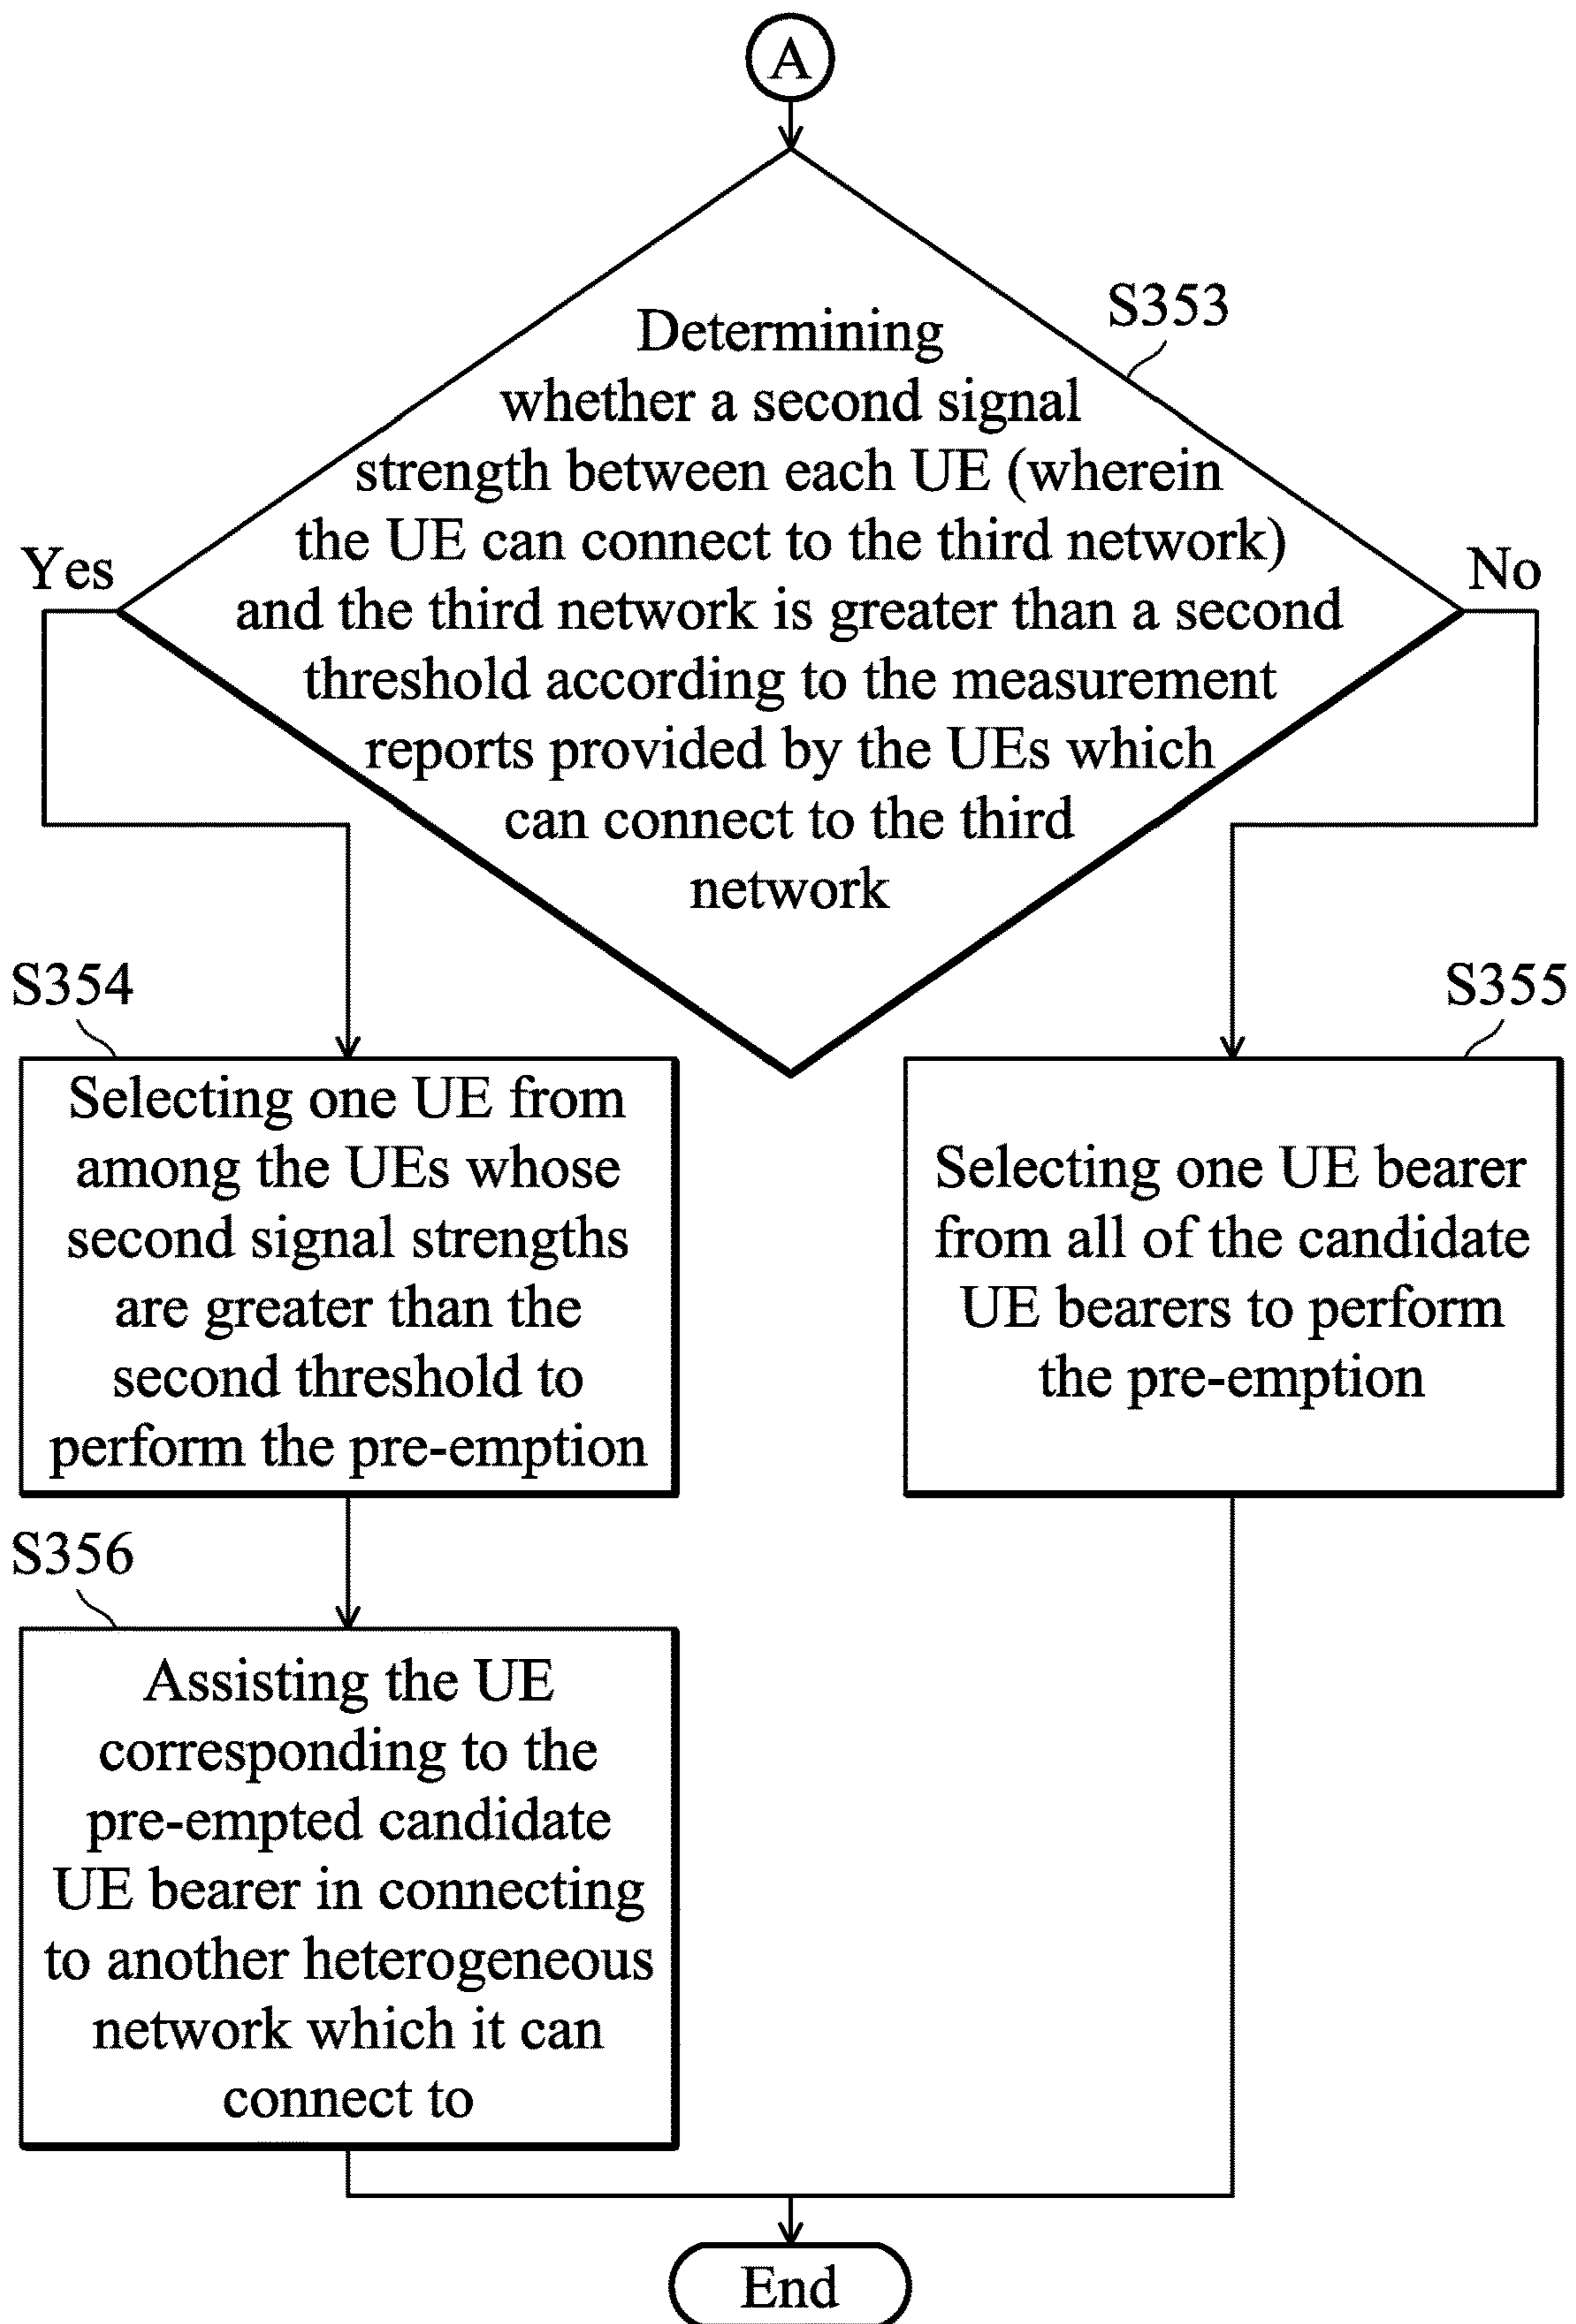 A
S353
Determining
whether a second signal
strength between each UE (wherein
the UE can connect to the third network)
and the third network is greater than a second
threshold according to the measurement
reports provided by the UEs which
can connect to the third
network
Yes
No
S354
Selecting one UE from
among the UEs whose
second signal strengths
are greater than the
second threshold to
perform the pre-emption
S355
Selecting one UE bearer
from all of the candidate
UE bearers to perform
the pre-emption
S356
Assisting the UE
corresponding to the
pre-empted candidate
UE bearer in connecting
to another heterogeneous
network which it can
connect to
End